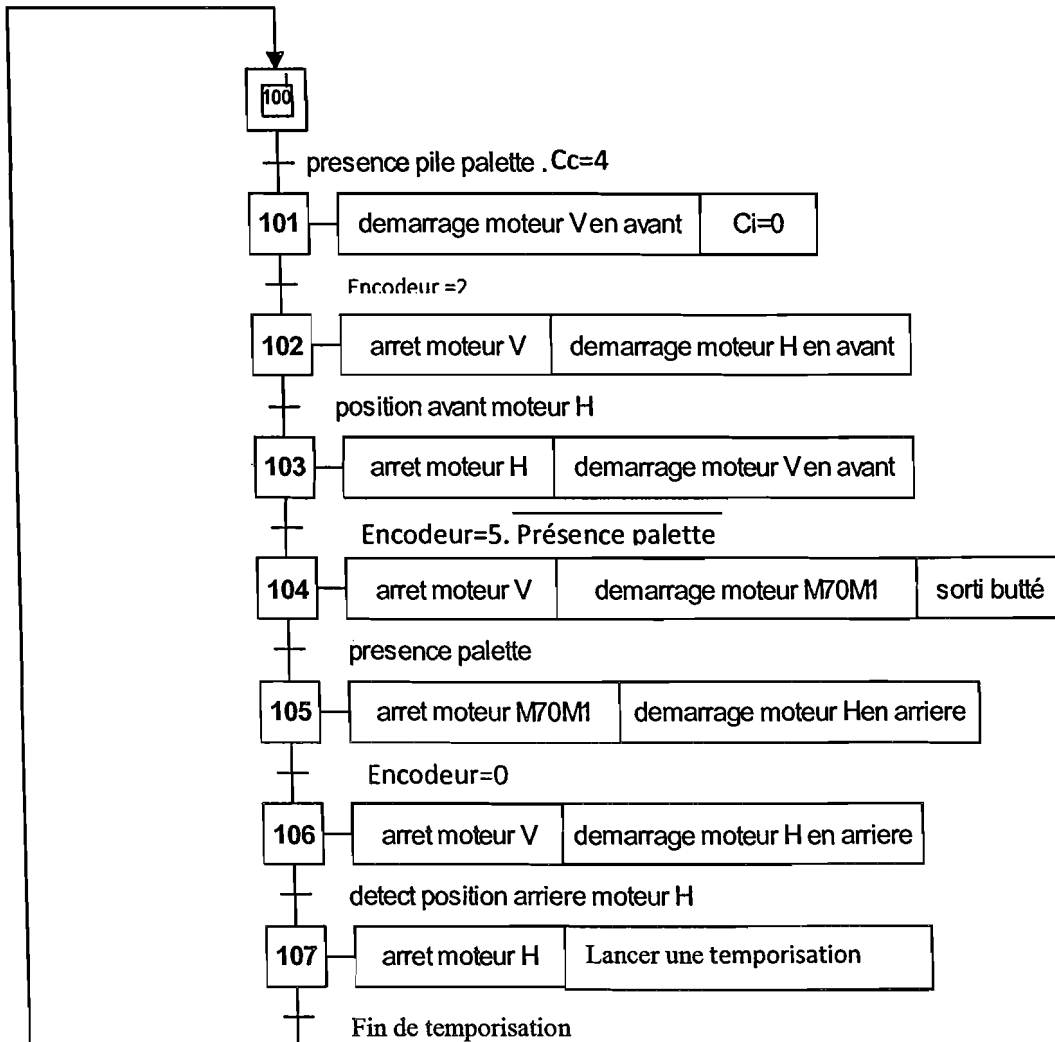 100
presence pile palette . Cc=4
101 demarrage moteur V en avant Ci=0
Encodeur =2
102 arret moteur V demarrage moteur H en avant
position avant moteur H
103 arret moteur H demarrage moteur V en avant
Encodeur=5. Présence palette
104 arret moteur V demarrage moteur M70M1 sorti butté
presence palette
105 arret moteur M70M1 demarrage moteur Hen arriere
Encodeur=0
106 arret moteur V demarrage moteur H en arriere
detect position arriere moteur H
107 arret moteur H Lancer une temporisation
Fin de temporisation